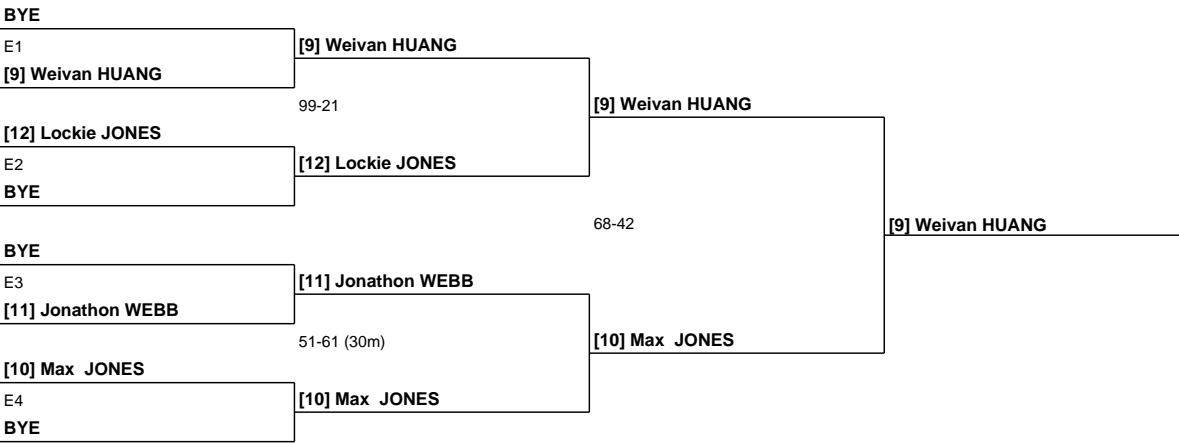 BYE
E1
[9] Weivan HUANG
[9] Weivan HUANG
99-21
[9] Weivan HUANG
[12] Lockie JONES
E2
[12] Lockie JONES
BYE
68-42
[9] Weivan HUANG
BYE
E3
[11] Jonathon WEBB
[11] Jonathon WEBB
51-61 (30m)
[10] Max  JONES
[10] Max  JONES
E4
[10] Max  JONES
BYE